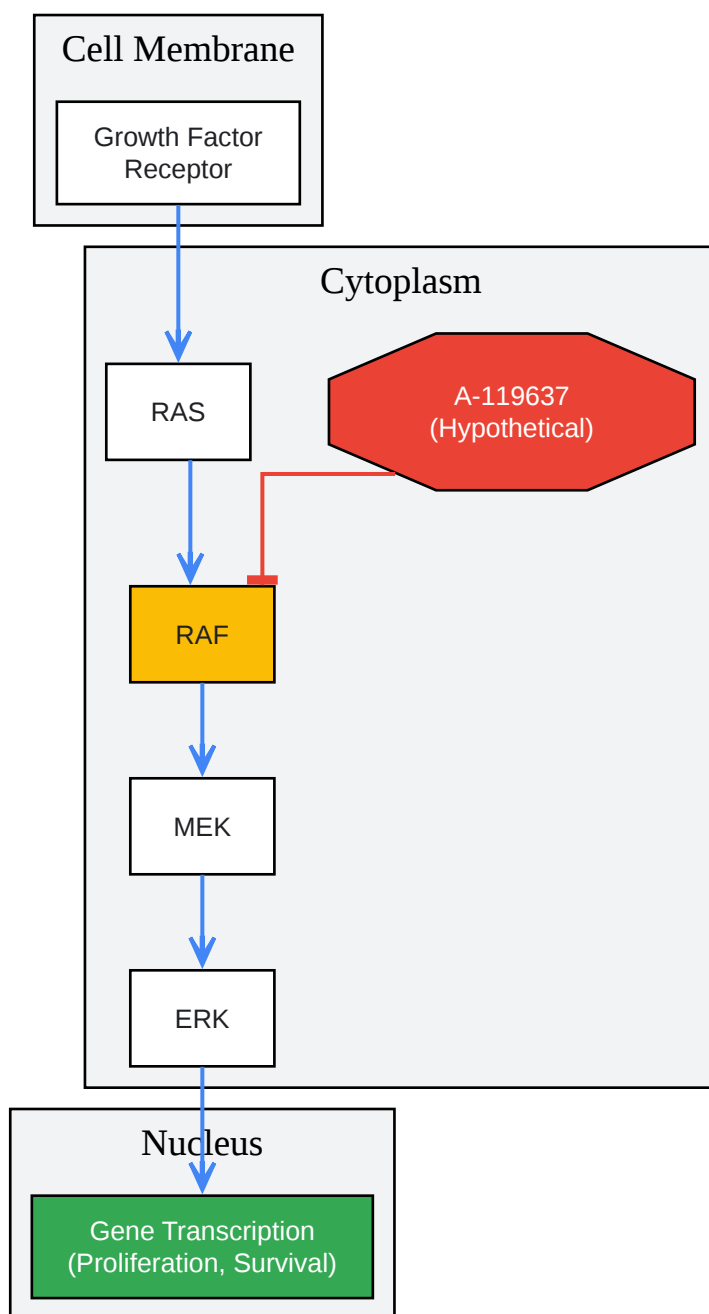 Cell Membrane
Growth Factor
Receptor
Cytoplasm
RAS
A-119637
(Hypothetical)
RAF
MEK
ERK
Nucleus
Gene Transcription
(Proliferation, Survival)